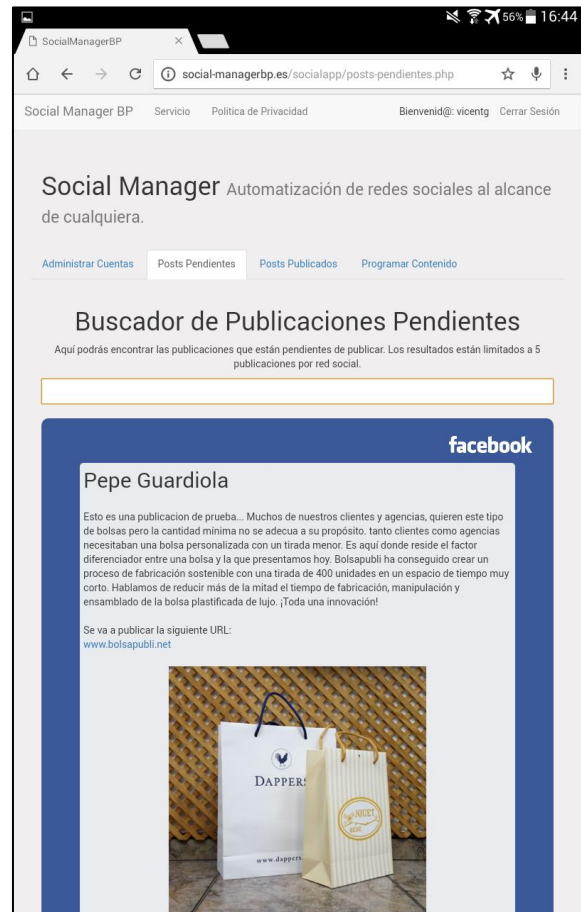 56% 16:44
SocialManagerBP
social-managerbp.es/socialapp/posts-pendientes.php
Social Manager BP Servicio Politica de Privacidad Bienvenid@: vicentg Cerrar Sesión
Social Manager Automatización de redes sociales al alcance
de cualquiera.
Administrar Cuentas Posts Pendientes Posts Publicados Programar Contenido
Buscador de Publicaciones Pendientes
Aquí podrás encontrar las publicaciones que están pendientes de publicar. Los resultados están limitados a 5
publicaciones por red social.
facebook
Pepe Guardiola
Esto es una publicacion de prueba... Muchos de nuestros clientes y agencias, quieren este tipo
de bolsas pero la cantidad mínima no se adecua a su propósito. tanto clientes como agencias
necesitaban una bolsa personalizada con un tirada menor. Es aquí donde reside el factor
diferenciador entre una bolsa y la que presentamos hoy. Bolsapubli ha conseguido crear un
proceso de fabricación sostenible con una tirada de 400 unidades en un espacio de tiempo muy
corto. Hablamos de reducir más de la mitad el tiempo de fabricación, manipulación y
ensamblado de la bolsa plastificada de lujo. ¡Toda una innovación!
Se va a publicar la siguiente URL:
www.bolsapubli.net
DAPPERS
www.dappers.